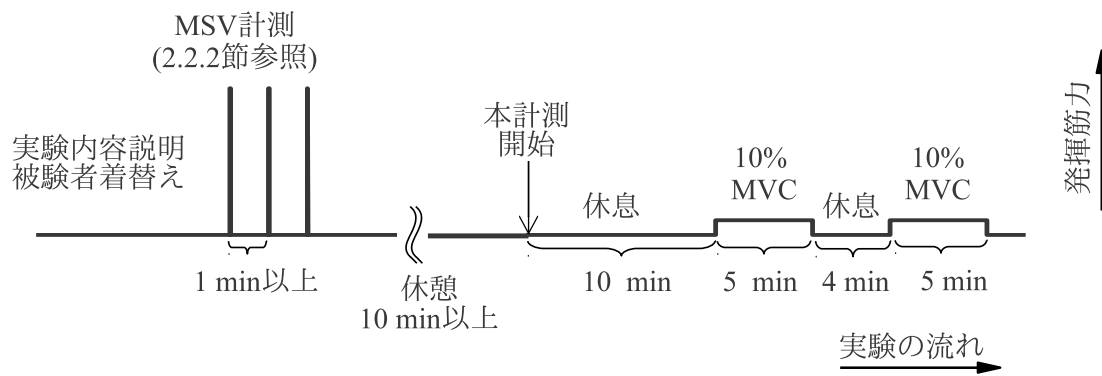 MSV計測
(2.2.2節参照)
実験内容説明
被験者着替え
1 min以上
休憩
10 min以上
本計測
開始
休息
10 min
10%
MVC
5 min
休息
4 min
10%
MVC
5 min
発揮筋力
実験の流れ